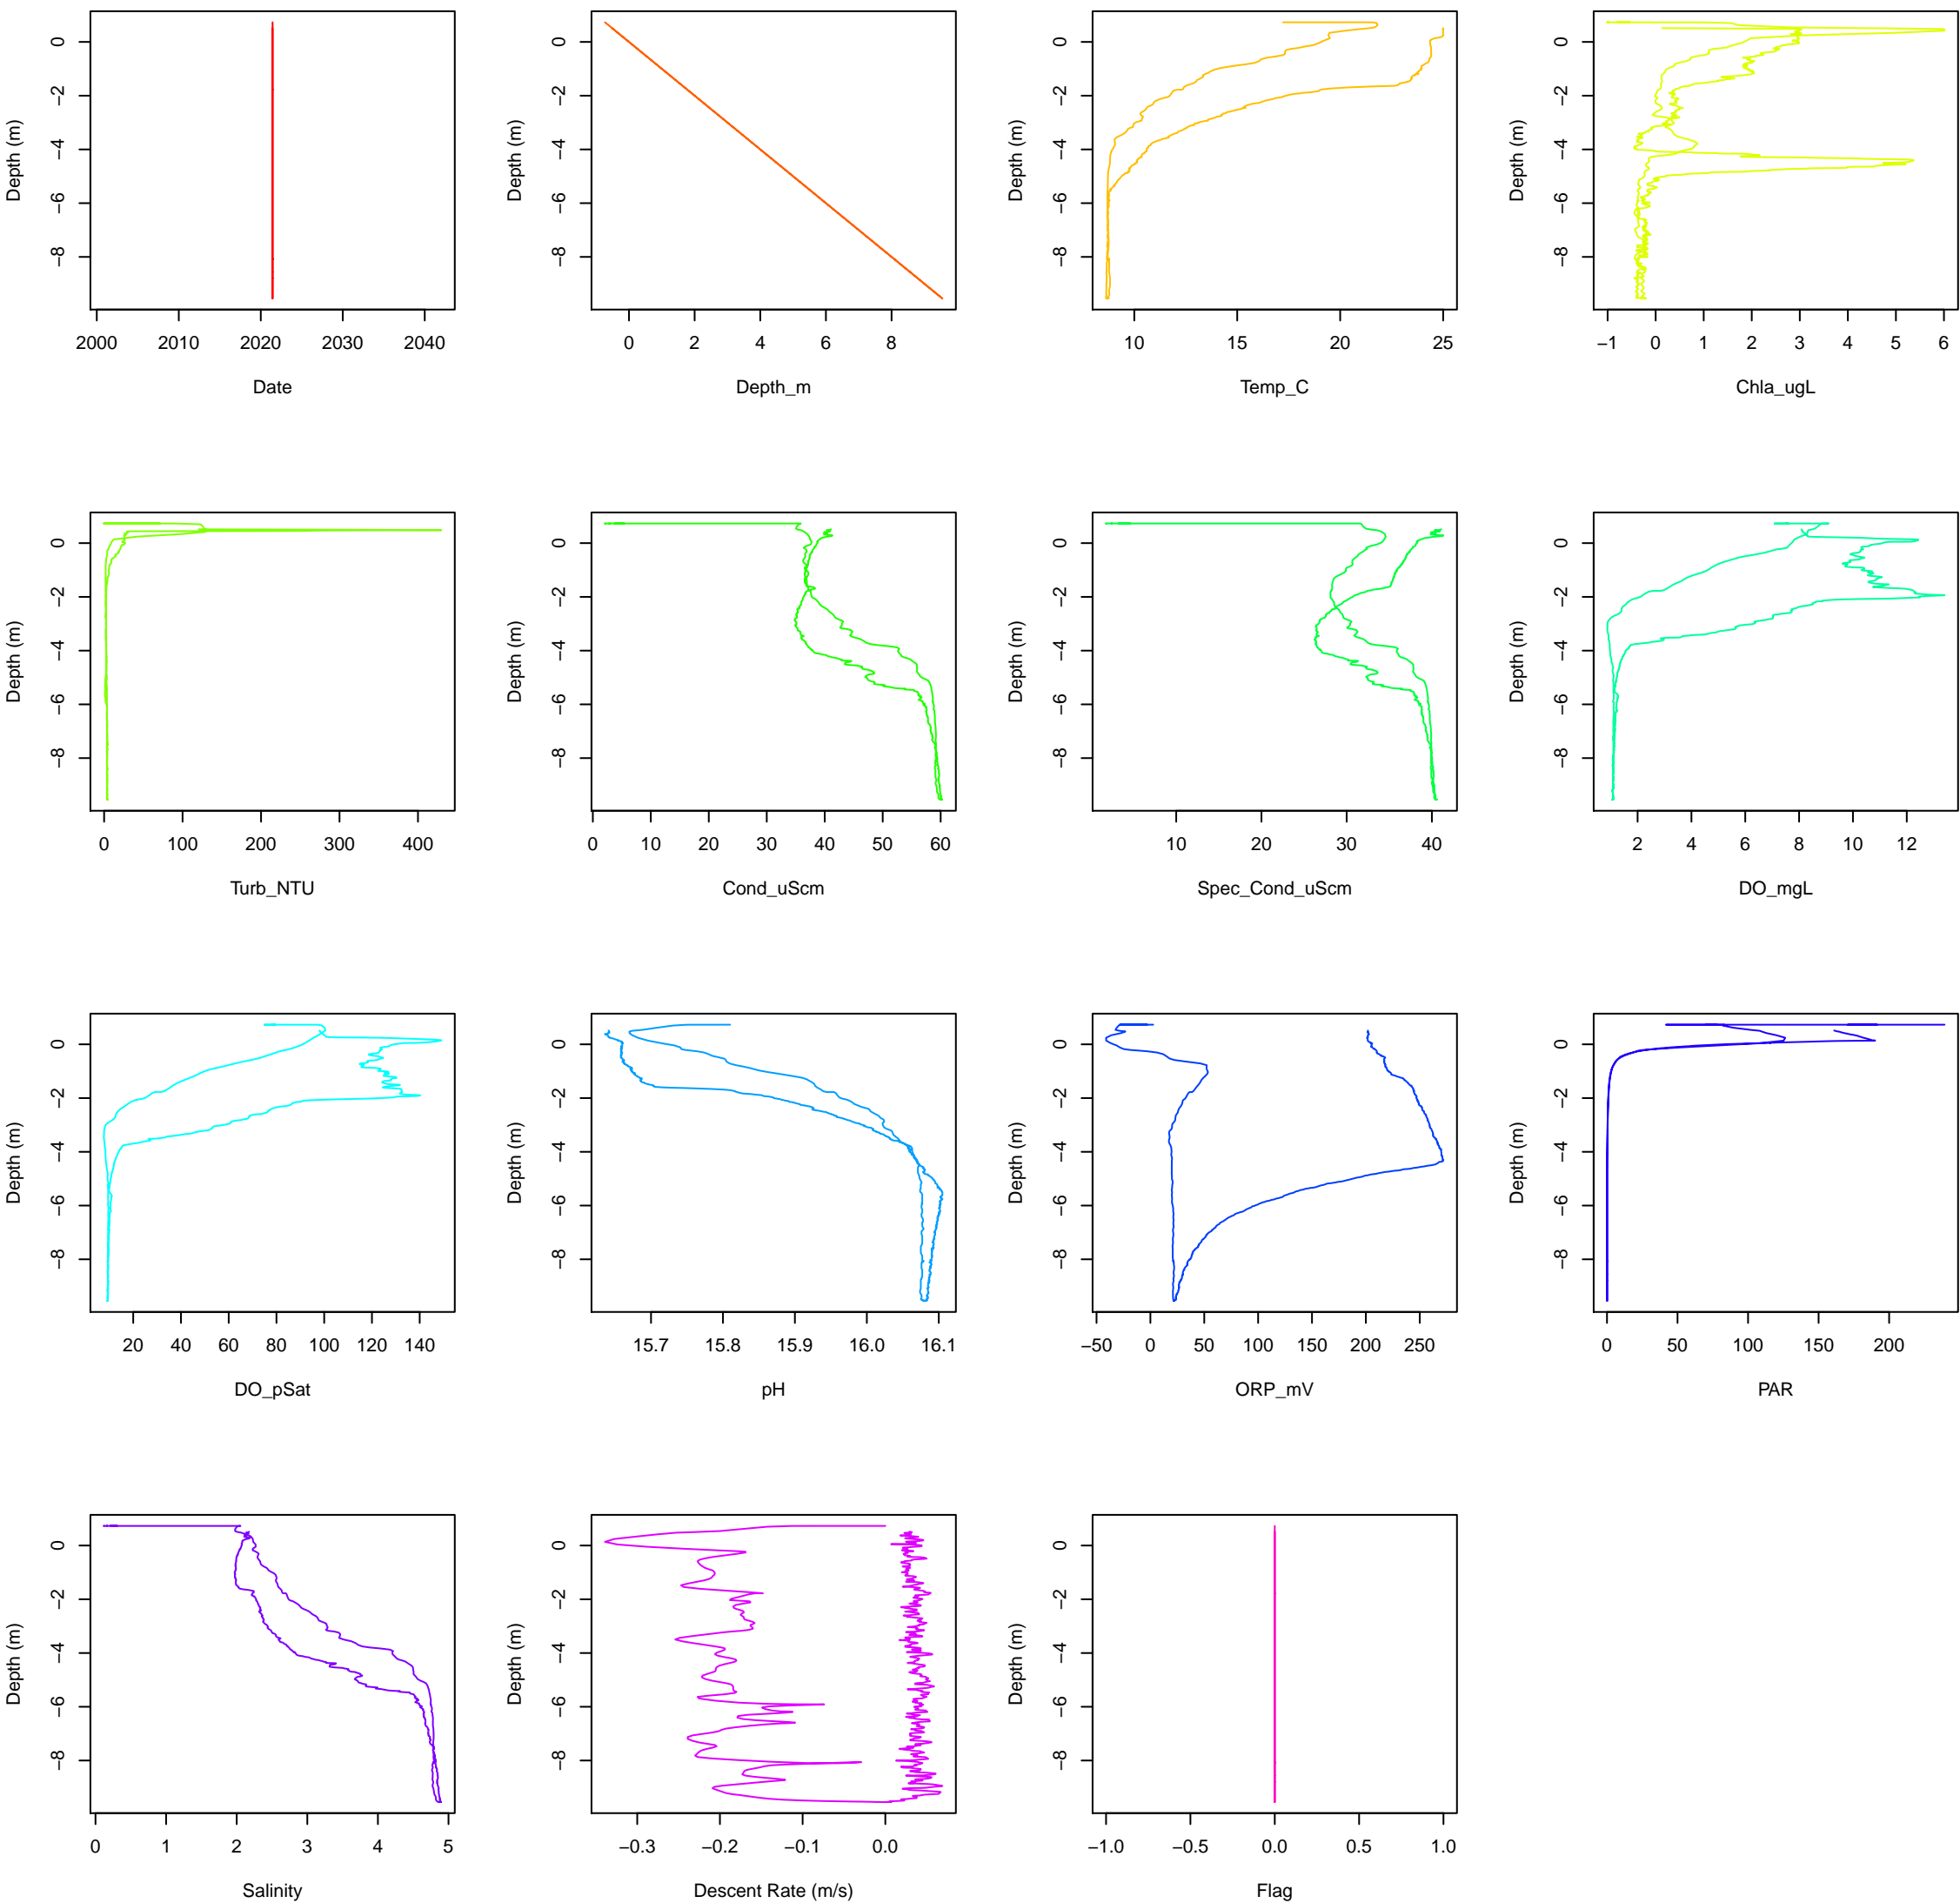 Depth (m)
0
−2
−4
−6
−8
2000 2010 2020 2030 2040
Date
Depth (m)
0
−2
−4
−6
−8
0 2 4 6 8
Depth_m
Depth (m)
0
−2
−4
−6
−8
10 15 20 25
Temp_C
Depth (m)
0
−2
−4
−6
−8
−1 0 1 2 3 4 5 6
Chla_ugL
Depth (m)
0
−2
−4
−6
−8
0 100 200 300 400
Turb_NTU
Depth (m)
0
−2
−4
−6
−8
0 10 20 30 40 50 60
Cond_uScm
Depth (m)
0
−2
−4
−6
−8
10 20 30 40
Spec_Cond_uScm
Depth (m)
0
−2
−4
−6
−8
2 4 6 8 10 12
DO_mgL
Depth (m)
0
−2
−4
−6
−8
20 40 60 80 100 120 140
DO_pSat
Depth (m)
0
−2
−4
−6
−8
15.7 15.8 15.9 16.0 16.1
pH
Depth (m)
0
−2
−4
−6
−8
−50 0 50 100 150 200 250
ORP_mV
Depth (m)
0
−2
−4
−6
−8
0 50 100 150 200
PAR
Depth (m)
0
−2
−4
−6
−8
0 1 2 3 4 5
Salinity
Depth (m)
0
−2
−4
−6
−8
−0.3 −0.2 −0.1 0.0
Descent Rate (m/s)
Depth (m)
0
−2
−4
−6
−8
−1.0 −0.5 0.0 0.5 1.0
Flag